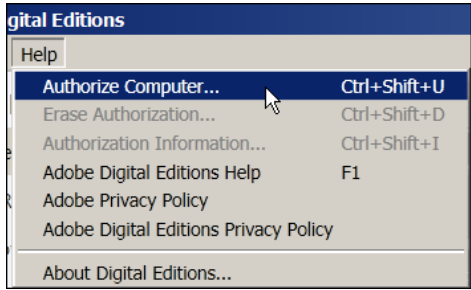 gital Editions
Help
Authorize Computer... Ctrl+Shift+U
Erase Authorization... Ctrl+Shift+D
Authorization Information... Ctrl+Shift+I
Adobe Digital Editions Help F1
Adobe Privacy Policy
Adobe Digital Editions Privacy Policy
About Digital Editions...